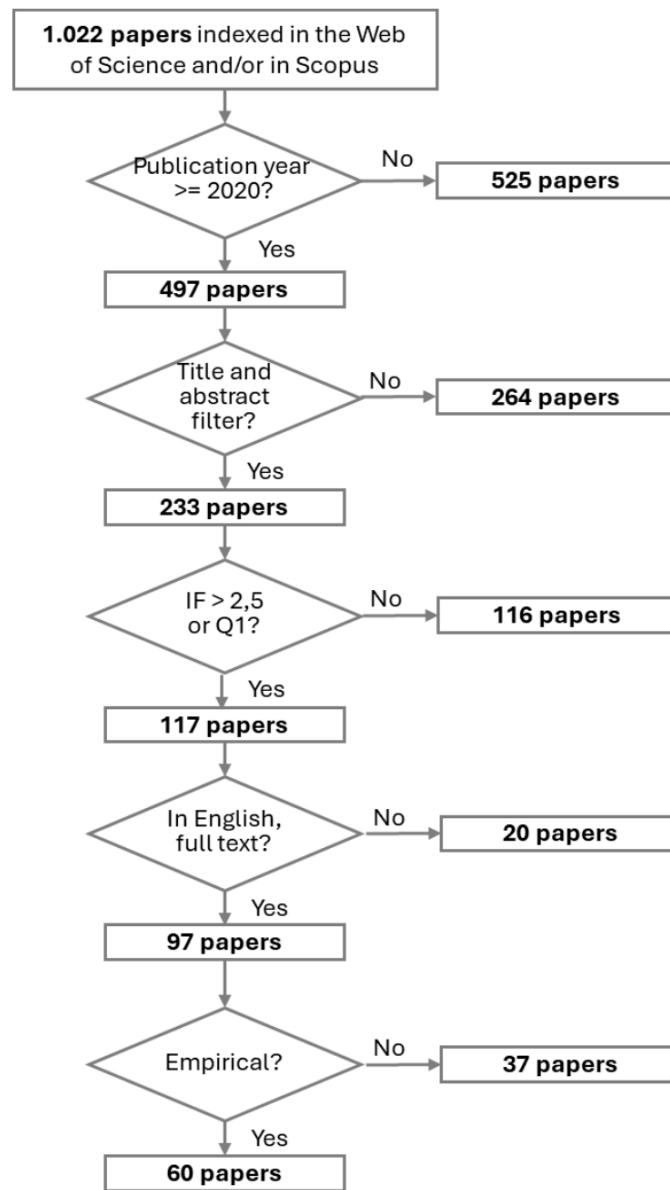 1.022 papers indexed in the Web
of Science and/or in Scopus
Publication year
>= 2020?
No
525 papers
Yes
497 papers
Title and
abstract
filter?
No
264 papers
Yes
233 papers
IF > 2,5
or Q1?
No
116 papers
Yes
117 papers
In English,
full text?
No
20 papers
Yes
97 papers
Empirical?
No
37 papers
Yes
60 papers